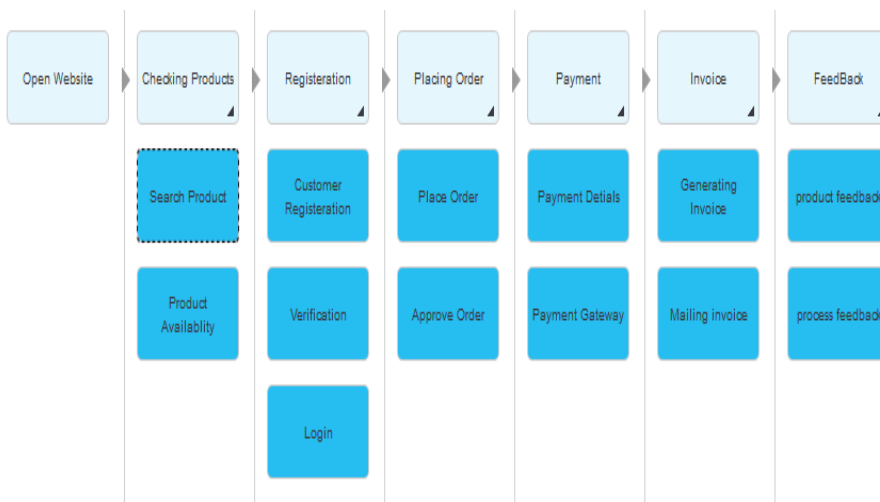 Open Website
Checking Products
Registeration
Placing Order
Payment
Invoice
FeedBack
Search Product
Customer
Registeration
Place Order
Payment Detials
Generating
Invoice
product feedback
Product
Availablity
Verification
Approve Order
Payment Gateway
Mailing invoice
process feedback
Login